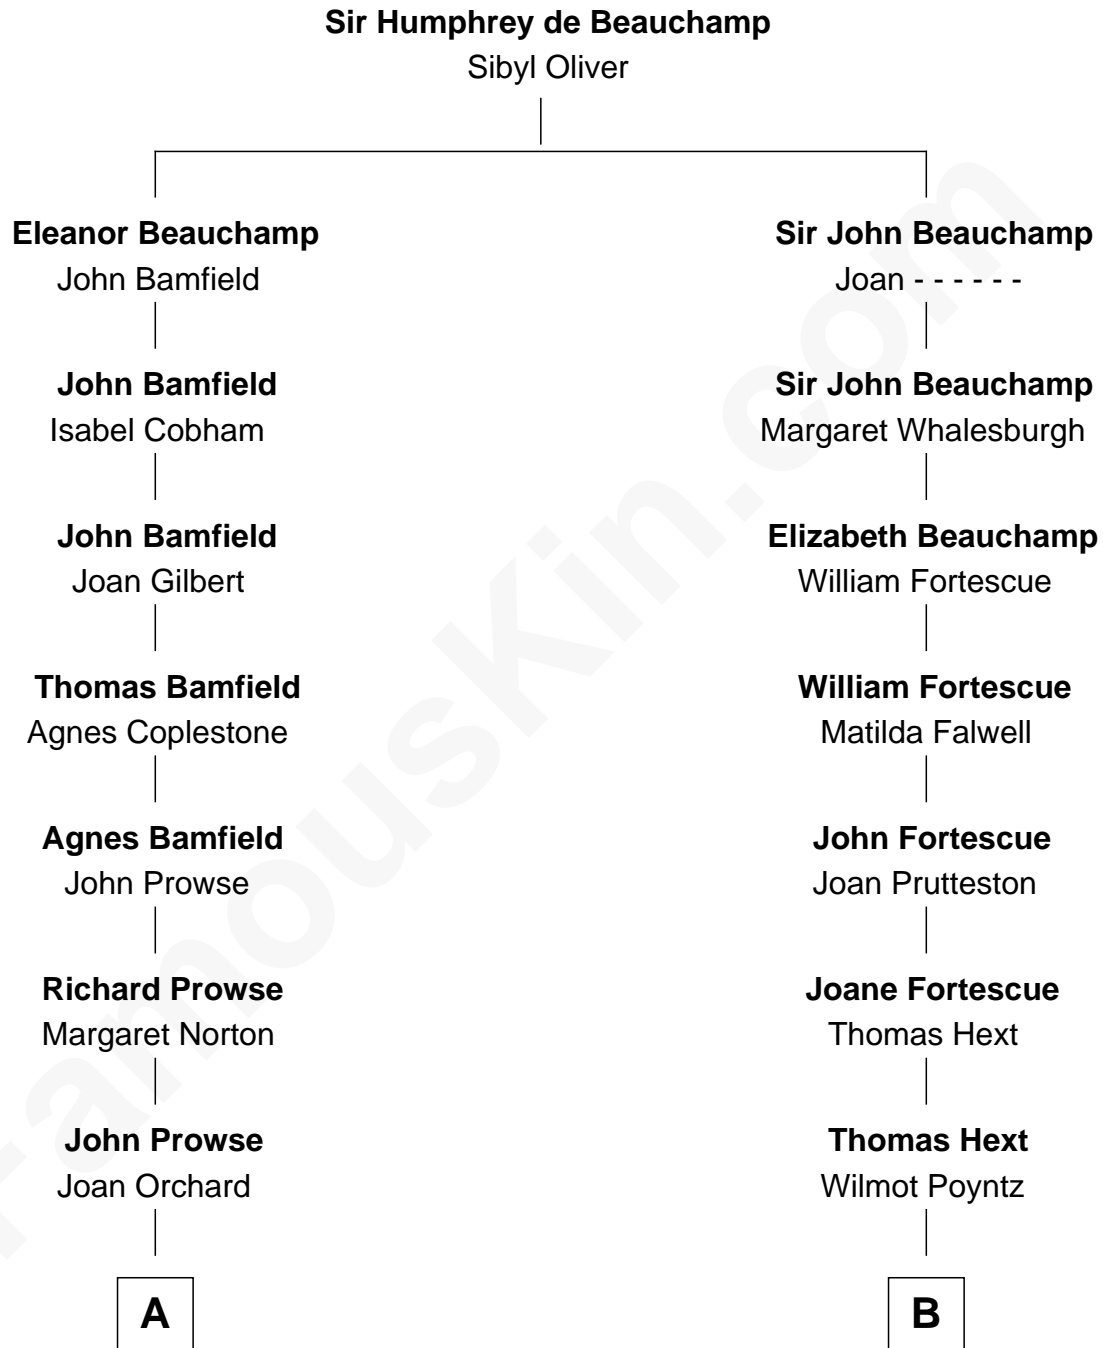 Sir Humphrey de Beauchamp
Sibyl Oliver
Eleanor Beauchamp
John Bamfield
John Bamfield
Isabel Cobham
John Bamfield
Joan Gilbert
Thomas Bamfield
Agnes Coplestone
Agnes Bamfield
John Prowse
Richard Prowse
Margaret Norton
John Prowse
Joan Orchard
A
Sir John Beauchamp
Joan - - - - - -
Sir John Beauchamp
Margaret Whalesburgh
Elizabeth Beauchamp
William Fortescue
William Fortescue
Matilda Falwell
John Fortescue
Joan Prutteston
Joane Fortescue
Thomas Hext
Thomas Hext
Wilmot Poyntz
B
FamousKin.com